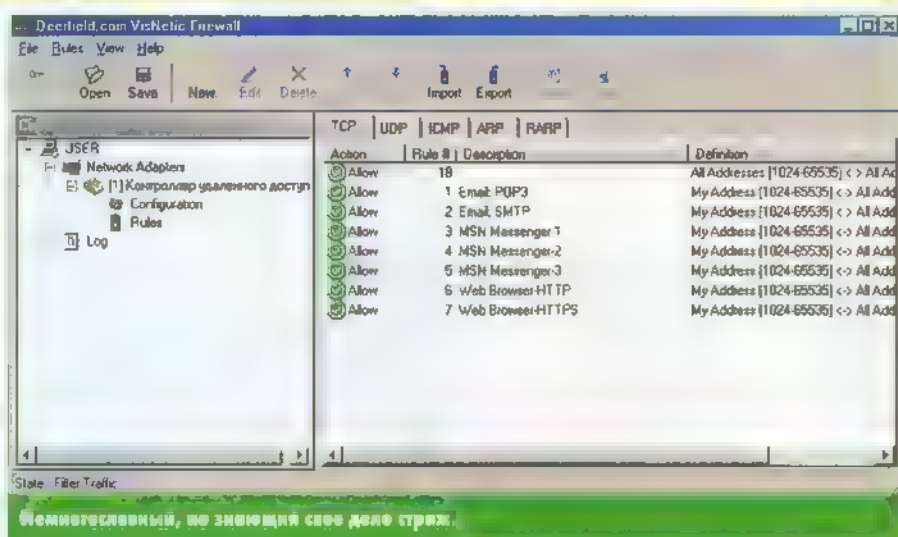 Deerfield.com VisNetic Firewall
File Rules View Help
Open Save New Edit Delete Import Export
TCP UDP ICMP ARP RARP
Action Rule # Description Definition
Allow 18 All Addresses [1024-65535] <-> All Ad
Allow 1 Email: POP3 My Address [1024-65535] <-> All Add
Allow 2 Email: SMTP My Address [1024-65535] <-> All Add
Allow 3 MSN Messenger-1 My Address [1024-65535] <-> All Add
Allow 4 MSN Messenger-2 My Address [1024-65535] <-> All Add
Allow 5 MSN Messenger-3 My Address [1024-65535] <-> All Add
Allow 6 Web Browser-HTTP My Address [1024-65535] <-> All Add
Allow 7 Web Browser-HTTPS My Address [1024-65535] <-> All Add
USER
Network Adapters
[1] Контроллер удаленного доступ
Configuration
Rules
Log
State Filter Traffic
Немногословный, но знающий свое дело страж.